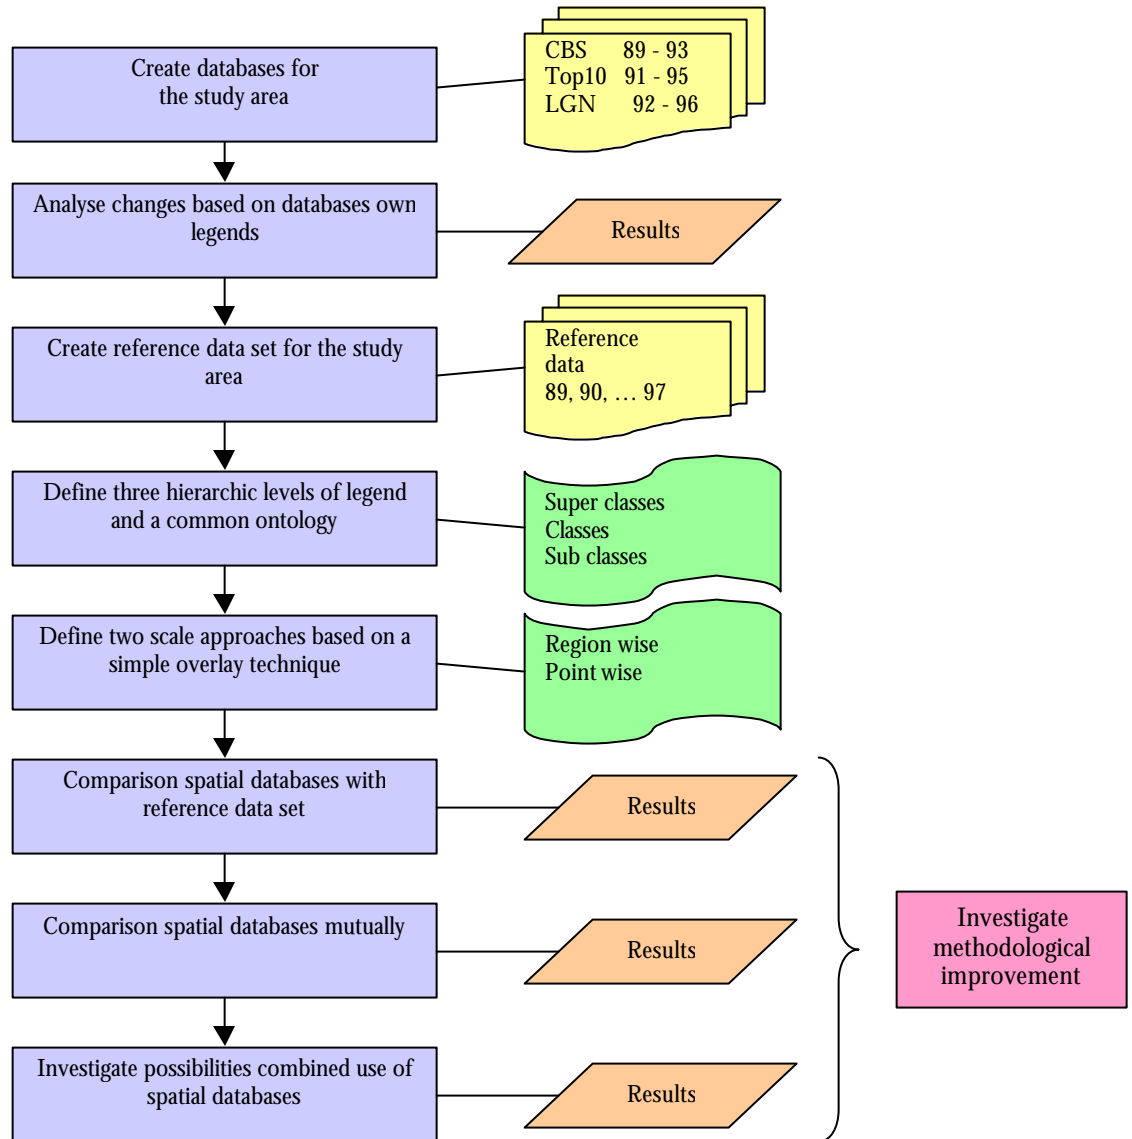 Create databases for
the study area
CBS 89 - 93
Top10 91 - 95
LGN 92 - 96
Analyse changes based on databases own
legends
Results
Create reference data set for the study
area
Reference
data
89, 90, … 97
Define three hierarchic levels of legend
and a common ontology
Super classes
Classes
Sub classes
Define two scale approaches based on a
simple overlay technique
Region wise
Point wise
Comparison spatial databases with
reference data set
Results
Comparison spatial databases mutually
Results
Investigate possibilities combined use of
spatial databases
Results
Investigate
methodological
improvement